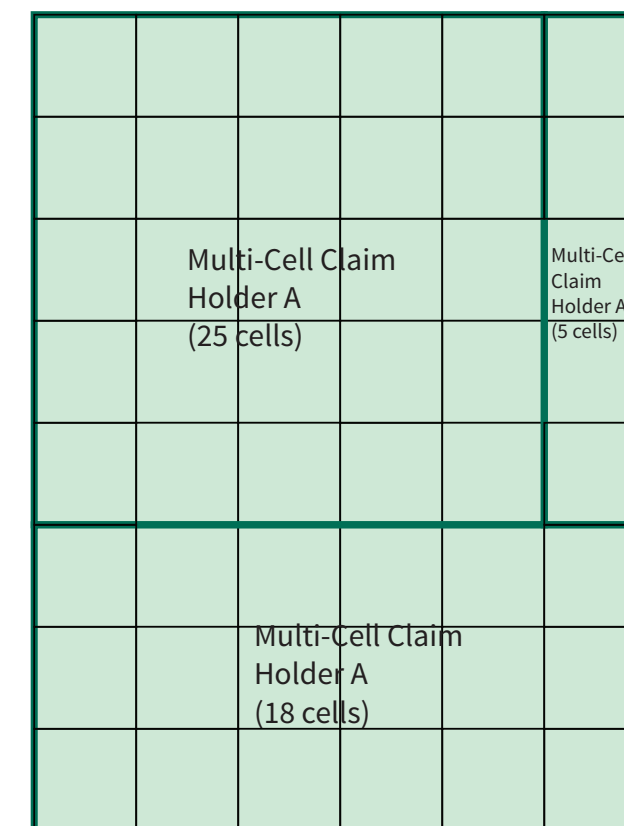 Multi-Cell Claim
Holder A
(25 cells)
Claim
Holder A
(5 cells)
Multi-Cell Claim
Holder A
(18 cells)